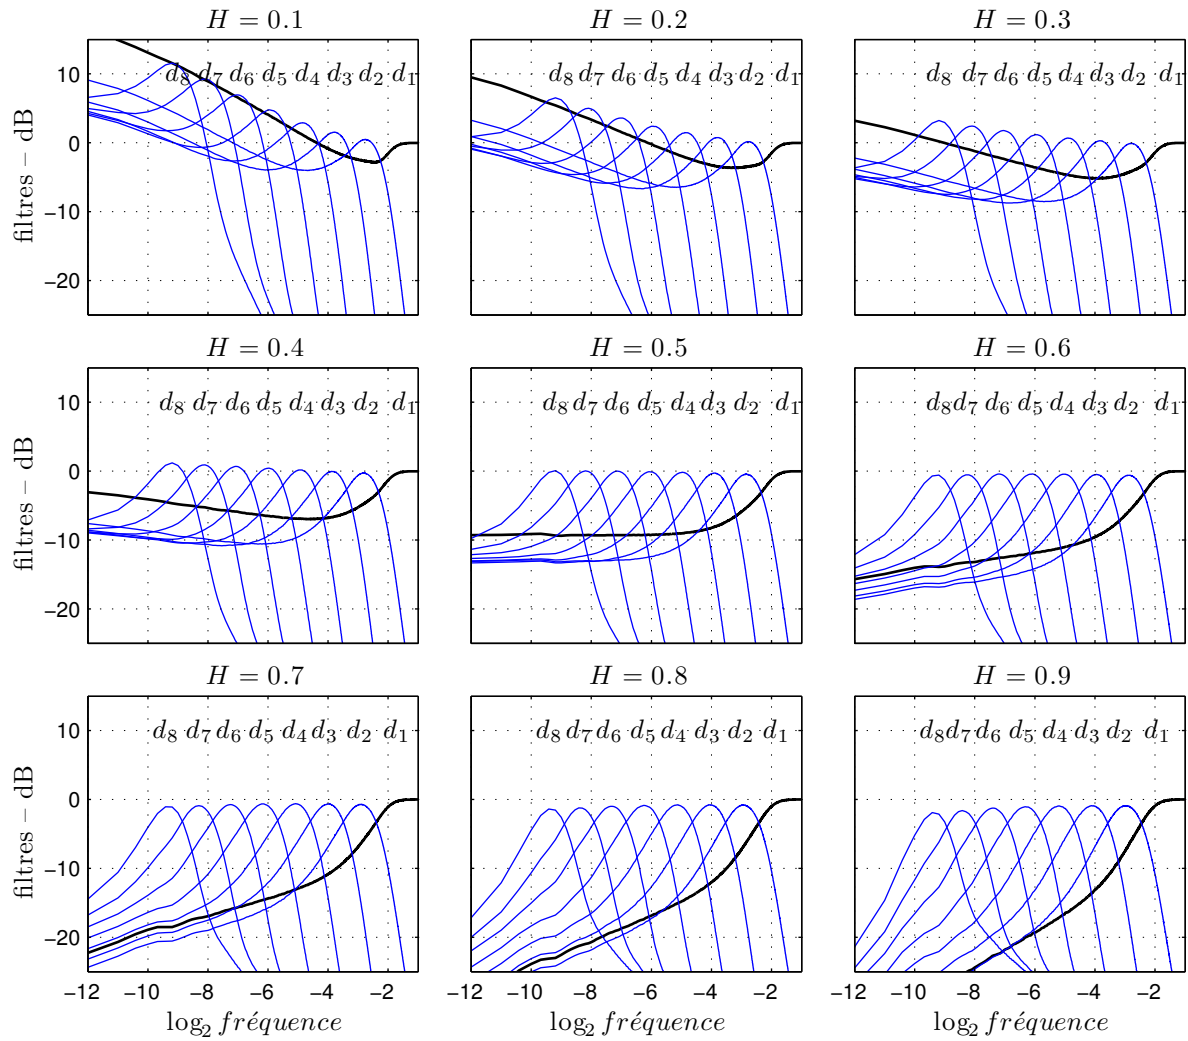 H = 0.1 H = 0.2 H = 0.3
filtres – dB
10
0
−10
−20
d8 d7 d6 d5 d4 d3 d2 d1
d8 d7 d6 d5 d4 d3 d2 d1
d8 d7 d6 d5 d4 d3 d2 d1
H = 0.4 H = 0.5 H = 0.6
filtres – dB
10
0
−10
−20
d8 d7 d6 d5 d4 d3 d2 d1
d8 d7 d6 d5 d4 d3 d2 d1
d8 d7 d6 d5 d4 d3 d2 d1
H = 0.7 H = 0.8 H = 0.9
filtres – dB
10
0
−10
−20
d8 d7 d6 d5 d4 d3 d2 d1
d8 d7 d6 d5 d4 d3 d2 d1
d8 d7 d6 d5 d4 d3 d2 d1
−12 −10 −8 −6 −4 −2
−12 −10 −8 −6 −4 −2
−12 −10 −8 −6 −4 −2
log2 fréquence log2 fréquence log2 fréquence